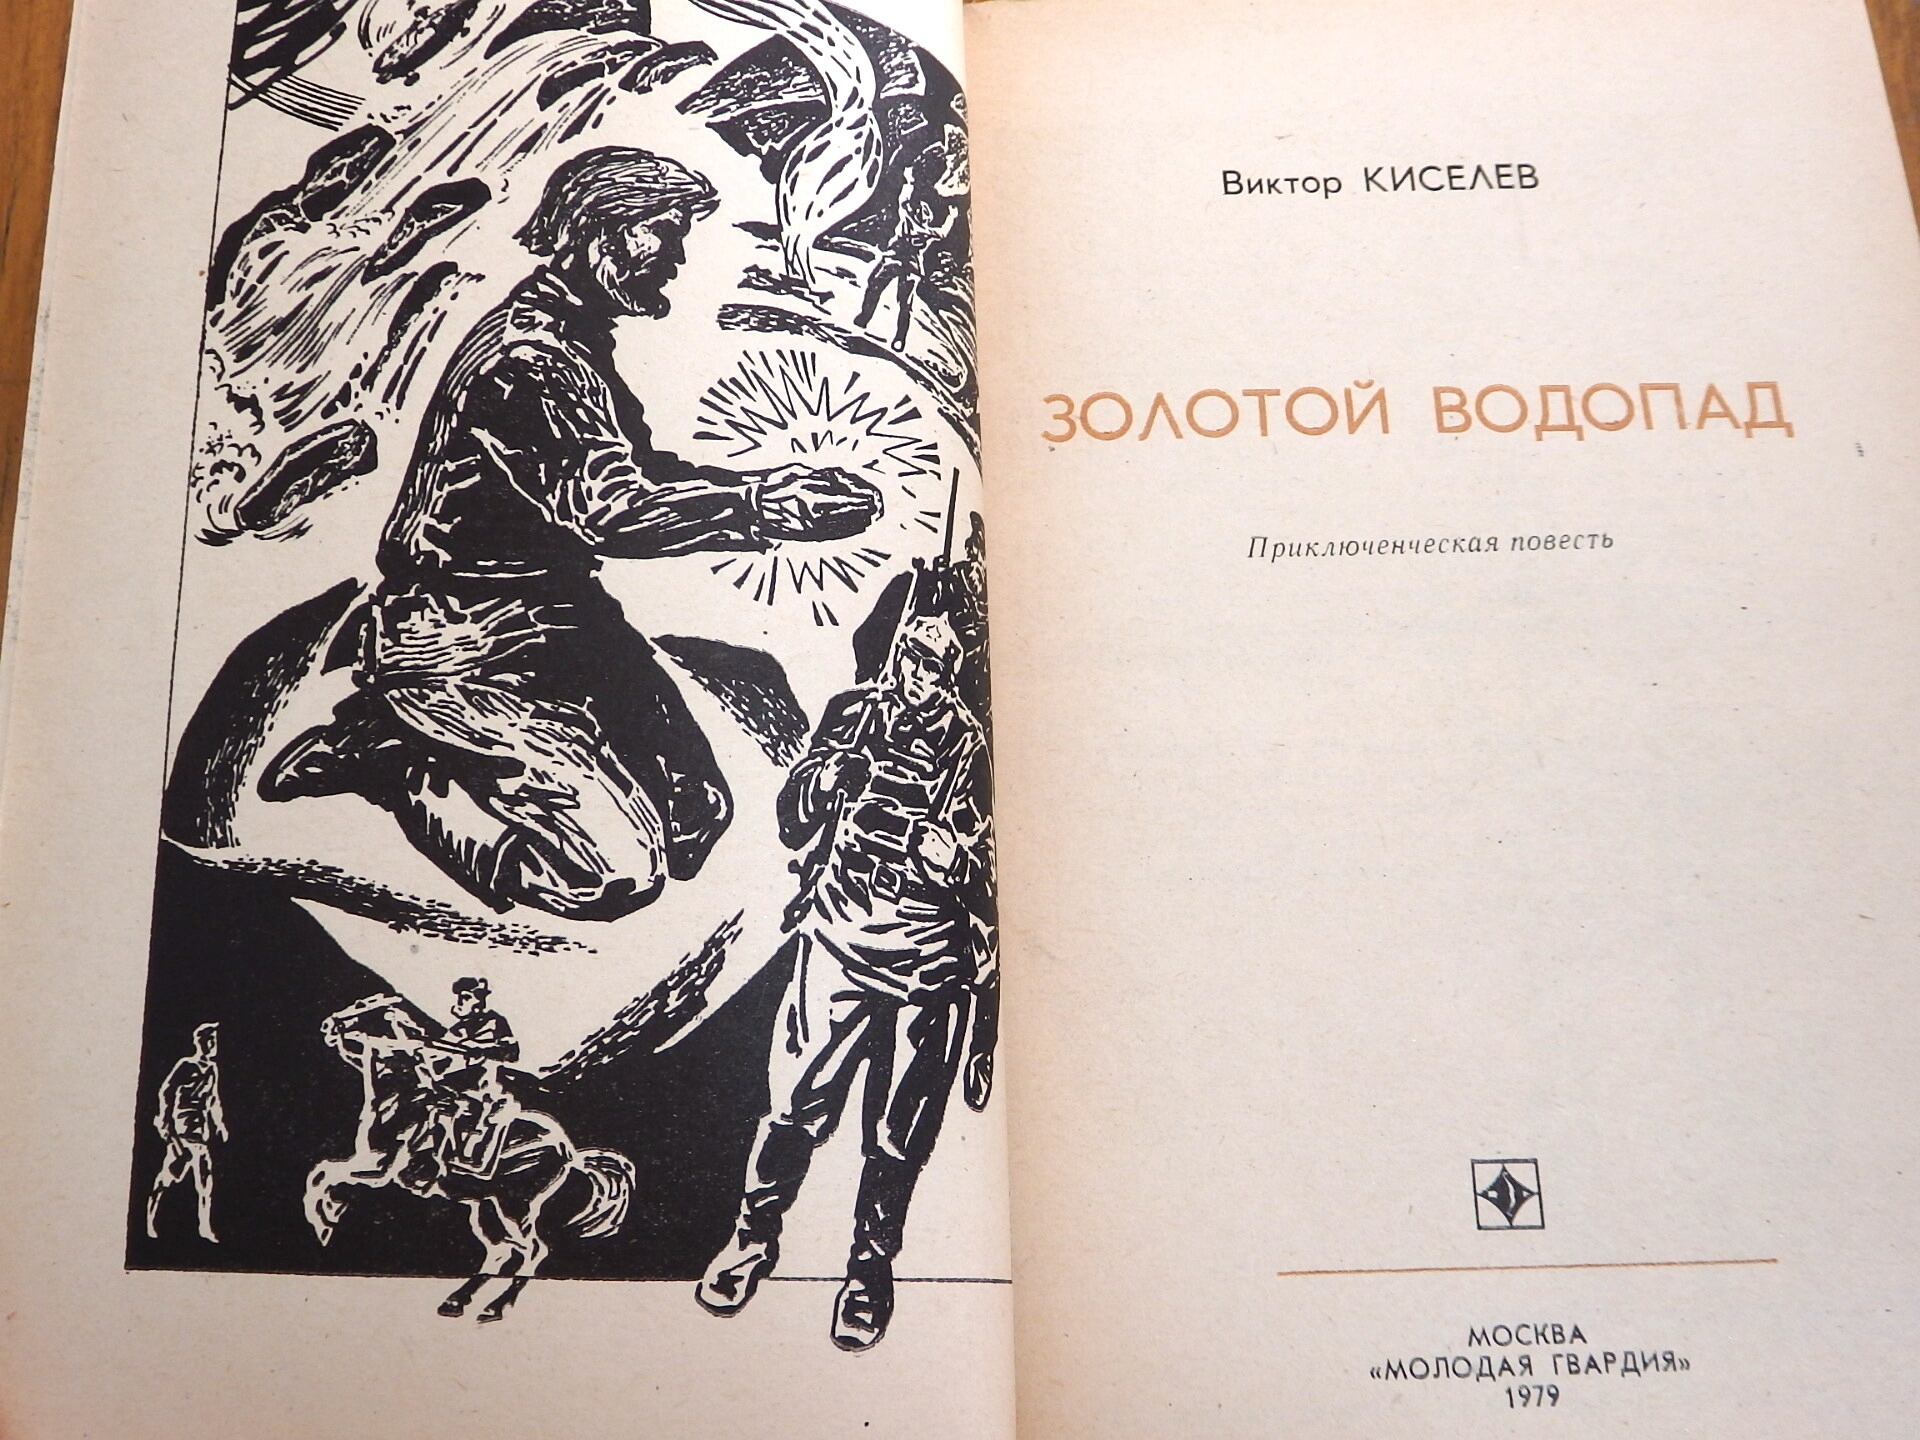 Виктор КИСЕЛЕВ
ЗОЛОТОЙ ВОДОПАД
Приключенческая повесть
МОСКВА
«МОЛОДАЯ ГВАРДИЯ»
1979